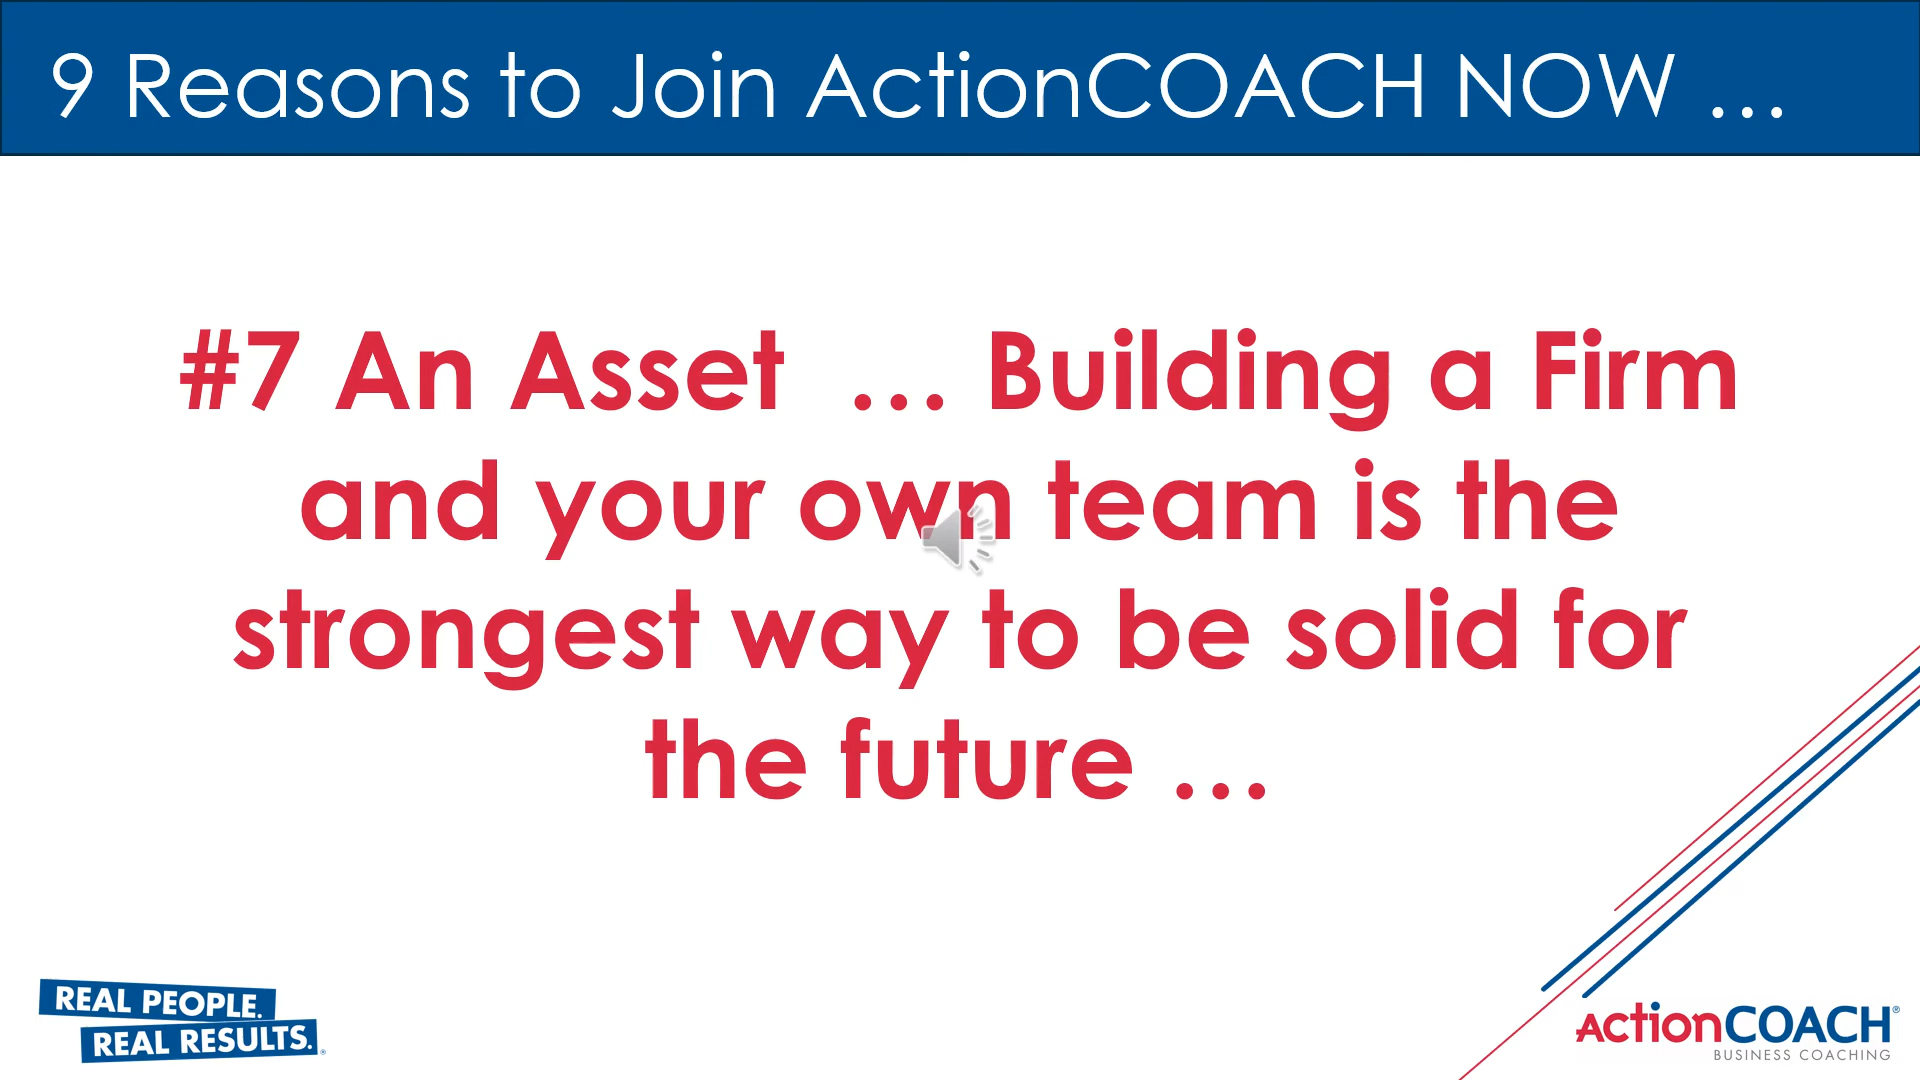 9 Reasons to Join ActionCOACH NOW ...
#7 An Asset  ... Building a Firm
and your own team is the
strongest way to be solid for
the future ...
REAL PEOPLE.
REAL RESULTS.®
ActionCOACH®
BUSINESS COACHING